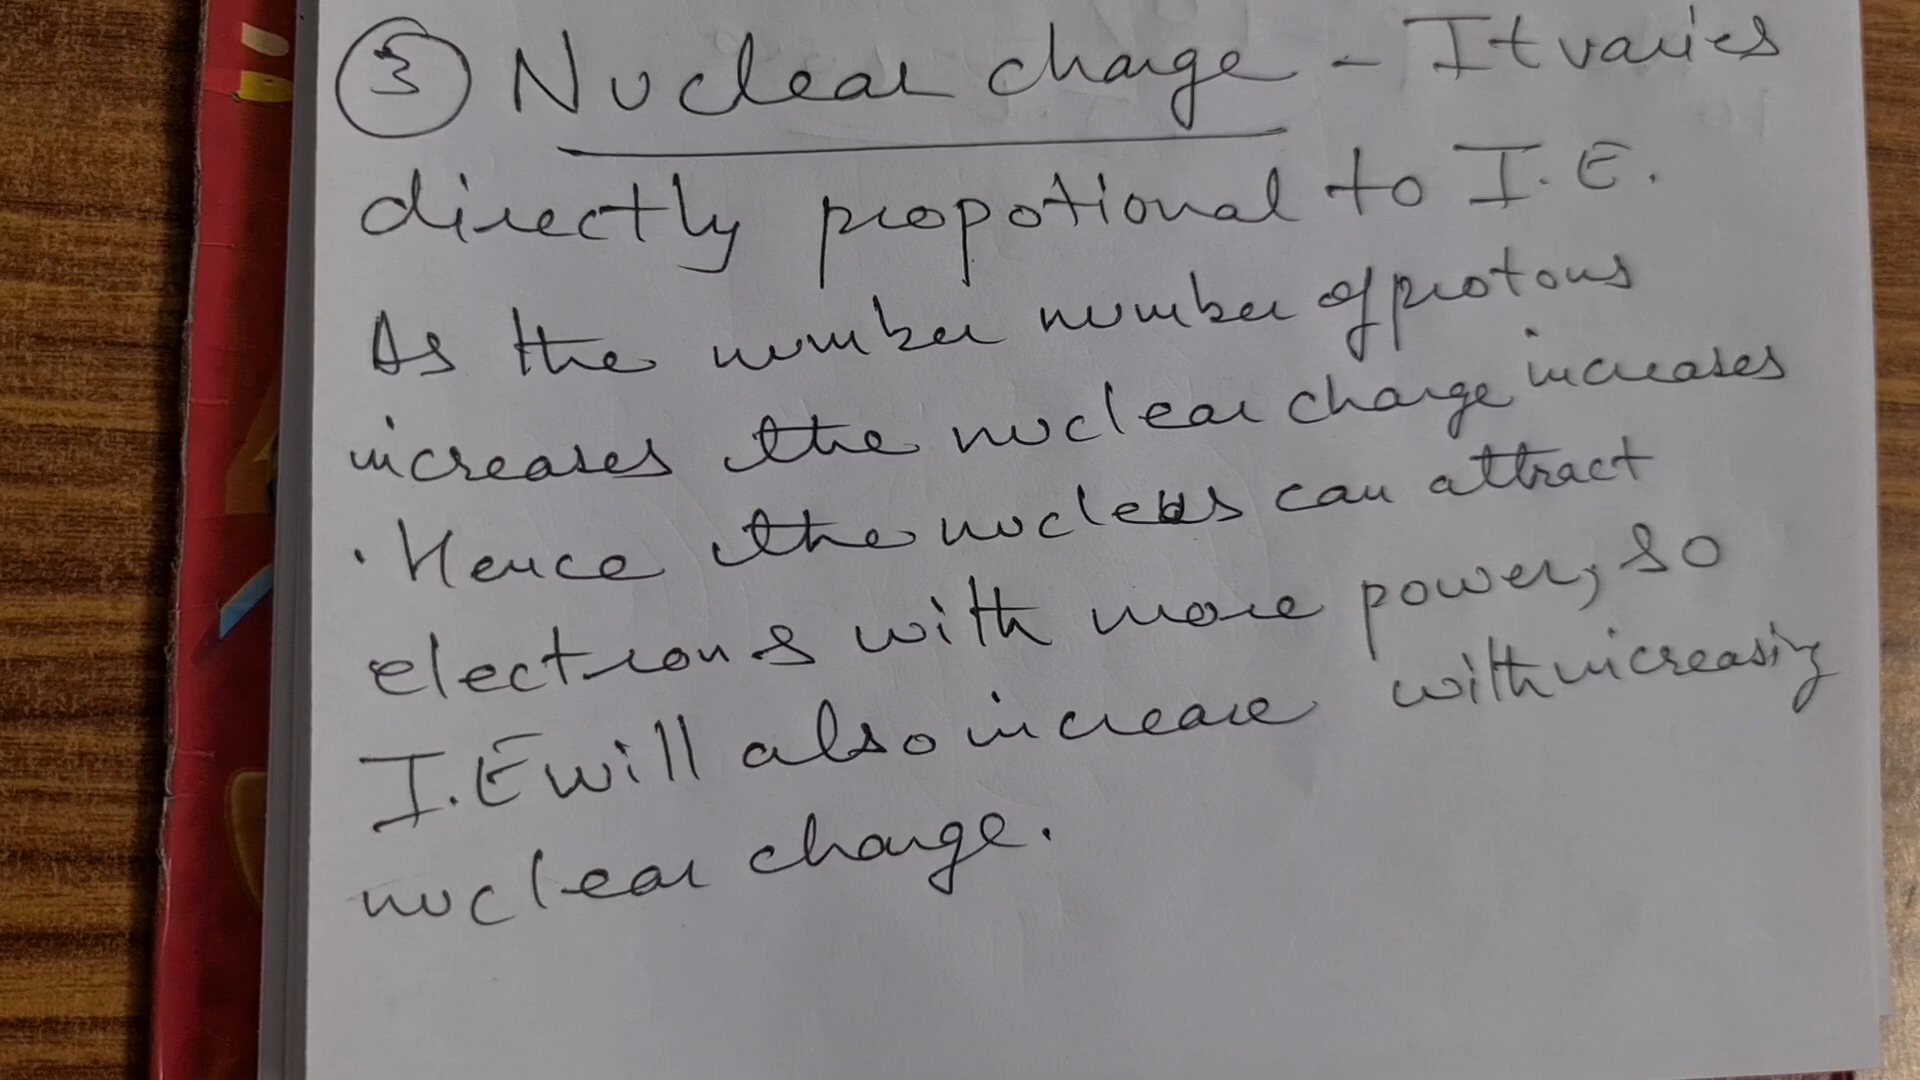 ③ Nuclear charge - It varies
directly propotional to I.E.
As the number number of protons
increases the nuclear charge increases
. Hence the nucleus can attract
electrons with more power, so
I.E will also increase with increasing
nuclear charge.